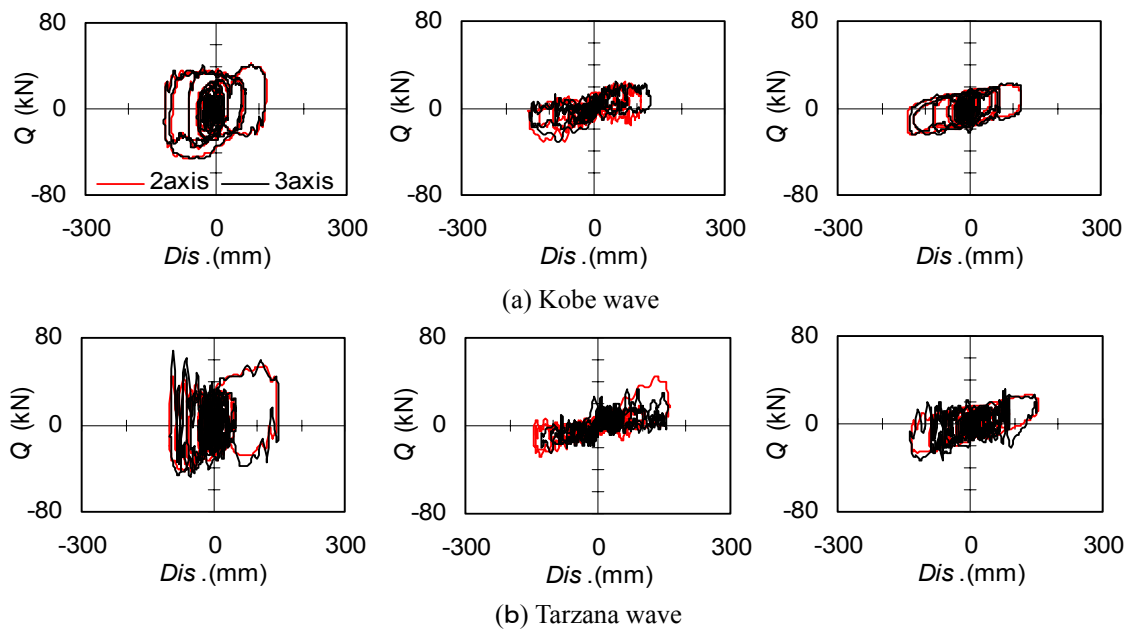 80 80 80
Q (kN) 0 Q (kN) 0 Q (kN) 0
2axis 3axis
-80 -80 -80
-300 0 300 -300 0 300 -300 0 300
Dis.(mm) Dis.(mm) Dis.(mm)
(a) Kobe wave
80 80 80
Q (kN) 0 Q (kN) 0 Q (kN) 0
-80 -80 -80
-300 0 300 -300 0 300 -300 0 300
Dis.(mm) Dis.(mm) Dis.(mm)
(b) Tarzana wave